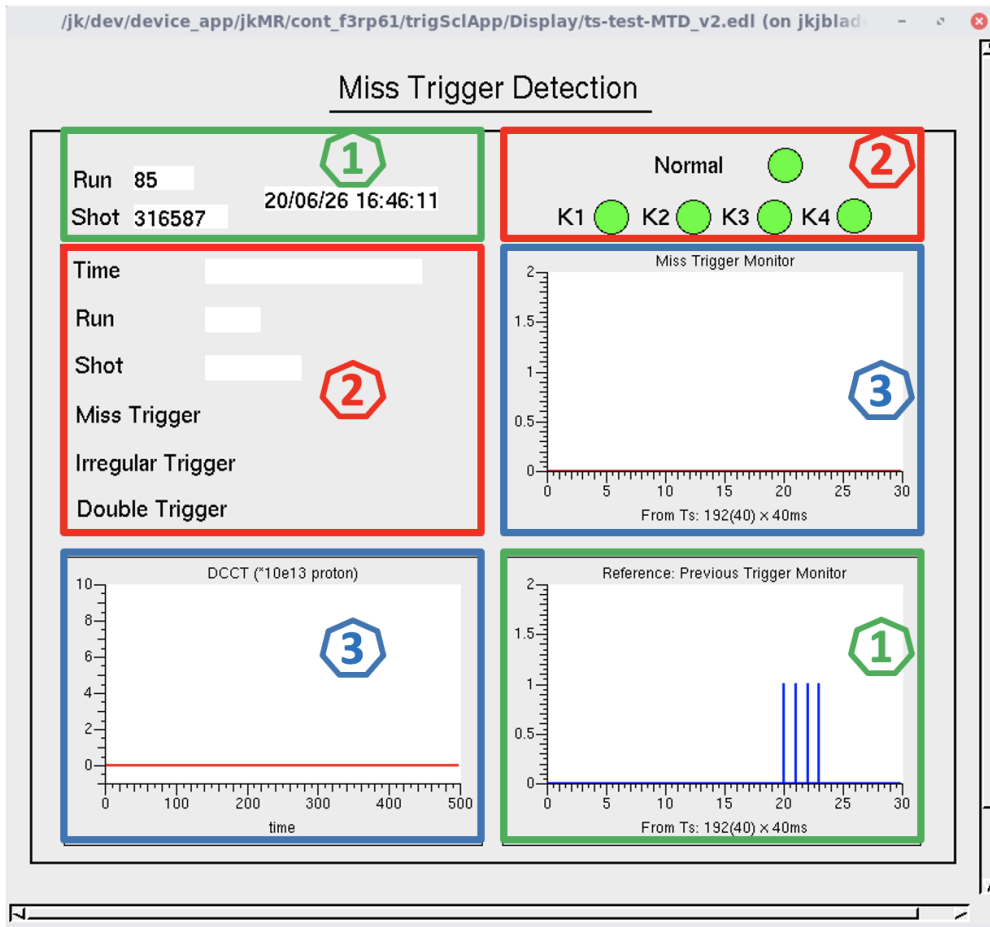 /jk/dev/device_app/jkMR/cont_f3rp61/trigSclApp/Display/ts-test-MTD_v2.edl (on jkjblad
Miss Trigger Detection
1
Run 85
20/06/26 16:46:11
Shot 316587
2
Normal
K1 K2 K3 K4
Time
Run
Shot
2
Miss Trigger
Irregular Trigger
Double Trigger
Miss Trigger Monitor
2
1.5
1
0.5
0
0 5 10 15 20 25 30
From Ts: 192(40) × 40ms
3
DCCT (*10e13 proton)
10
8
6
4
2
0
0 100 200 300 400 500
time
3
Reference: Previous Trigger Monitor
2
1.5
1
0.5
0
0 5 10 15 20 25 30
From Ts: 192(40) × 40ms
1